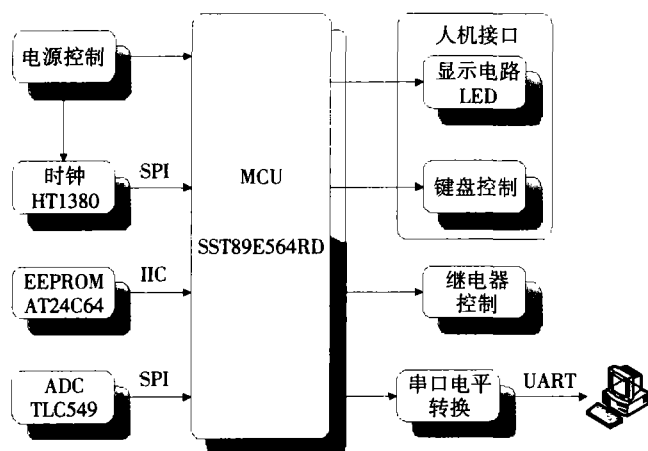 电源控制
时钟
HT1380
SPI
EEPROM
AT24C64
IIC
ADC
TLC549
SPI
MCU
SST89E564RD
人机接口
显示电路
LED
键盘控制
继电器
控制
串口电平
转换
UART